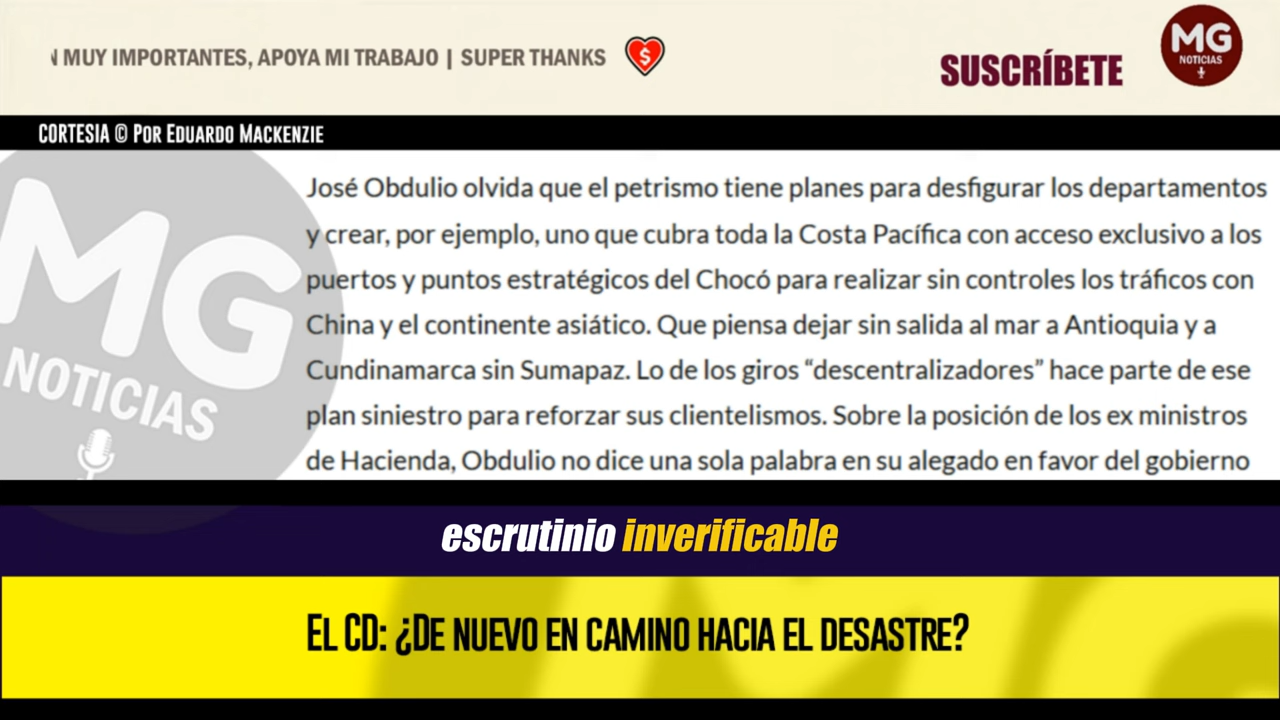 MUY IMPORTANTES, APOYA MI TRABAJO | SUPER THANKS
SUSCRÍBETE
MG
NOTICIAS
CORTESIA © POR EDUARDO MACKENZIE
MG
NOTICIAS
José Obdulio olvida que el petrismo tiene planes para desfigurar los departamentos
y crear, por ejemplo, uno que cubra toda la Costa Pacífica con acceso exclusivo a los
puertos y puntos estratégicos del Chocó para realizar sin controles los tráficos con
China y el continente asiático. Que piensa dejar sin salida al mar a Antioquia y a
Cundinamarca sin Sumapaz. Lo de los giros “descentralizadores” hace parte de ese
plan siniestro para reforzar sus clientelismos. Sobre la posición de los ex ministros
de Hacienda, Obdulio no dice una sola palabra en su alegado en favor del gobierno
escrutinio inverificable
EL CD: ¿DE NUEVO EN CAMINO HACIA EL DESASTRE?